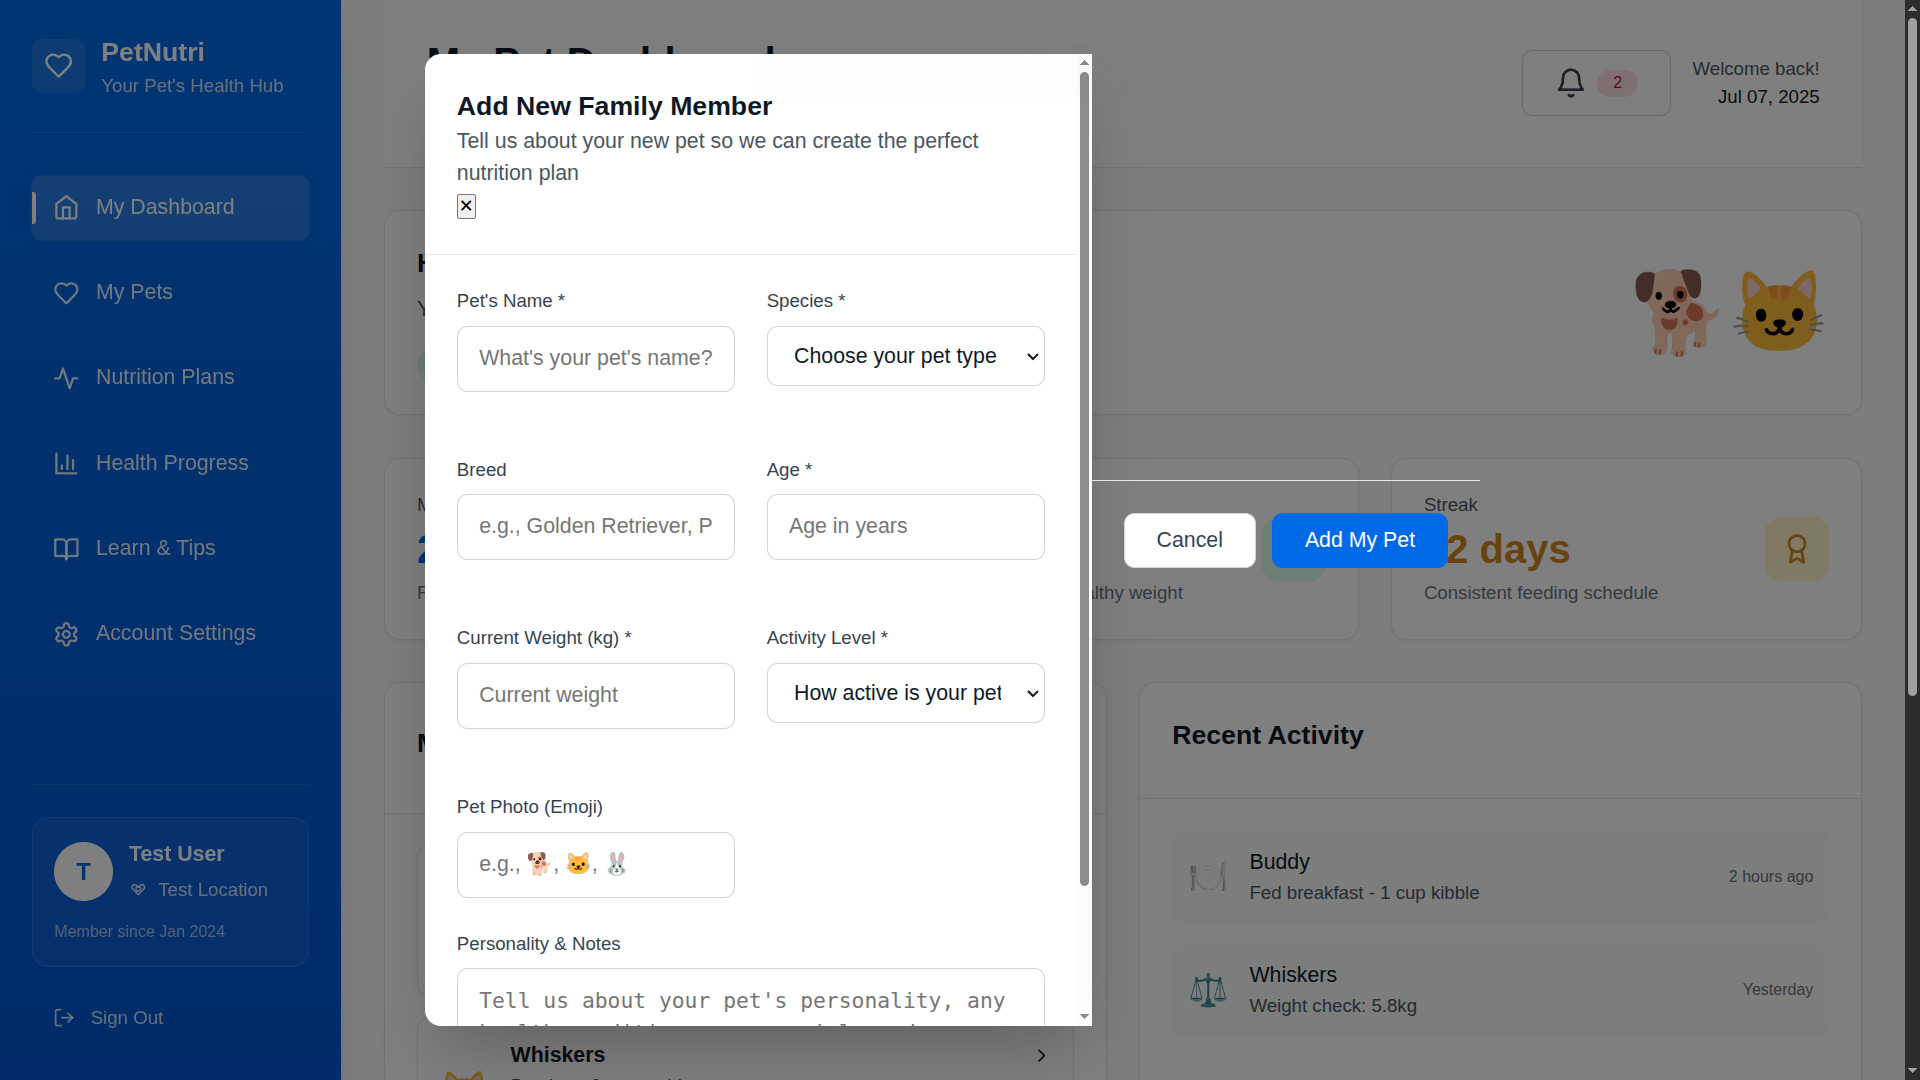 PetNutri
Your Pet's Health Hub
My Dashboard
My Pets
Nutrition Plans
Health Progress
Learn & Tips
Account Settings
T
Test User
Test Location
Member since Jan 2024
Sign Out
2
Welcome back!
Jul 07, 2025
Add New Family Member
Tell us about your new pet so we can create the perfect
nutrition plan
✕
Pet's Name *
Species *
What's your pet's name?
Choose your pet type
Breed
Age *
e.g., Golden Retriever, P
Age in years
Current Weight (kg) *
Activity Level *
Current weight
How active is your pet
Pet Photo (Emoji)
e.g., 🐕, 🐱, 🐰
Personality & Notes
Tell us about your pet's personality, any
Cancel
Add My Pet
Streak
2 days
Consistent feeding schedule
weight
Recent Activity
Buddy
Fed breakfast - 1 cup kibble
2 hours ago
Whiskers
Weight check: 5.8kg
Yesterday
Whiskers